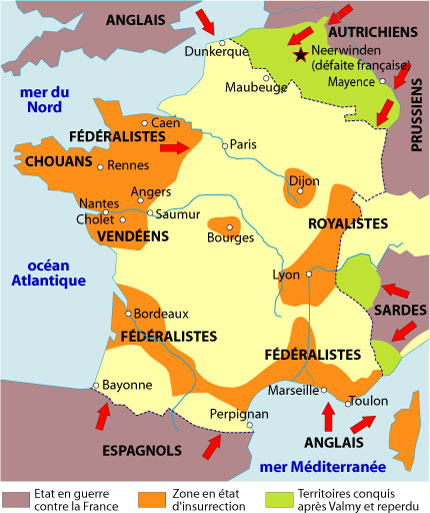 ANGLAIS
AUTRICHIENS
Dunkerque
Neerwinden
(défaite française)
Maubeuge
Mayence
mer du
Nord
PRUSSIENS
Caen
FÉDÉRALISTES
Paris
CHOUANS
Rennes
Dijon
Angers
Nantes
Saumur
Cholet
ROYALISTES
VENDÉENS
Bourges
océan
Atlantique
Lyon
SARDES
Bordeaux
FÉDÉRALISTES
FÉDÉRALISTES
Bayonne
Marseille
Toulon
Perpignan
ANGLAIS
ESPAGNOLS
mer Méditerranée
Etat en guerre
contre la France
Zone en état
d'insurrection
Territoires conquis
après Valmy et reperdu